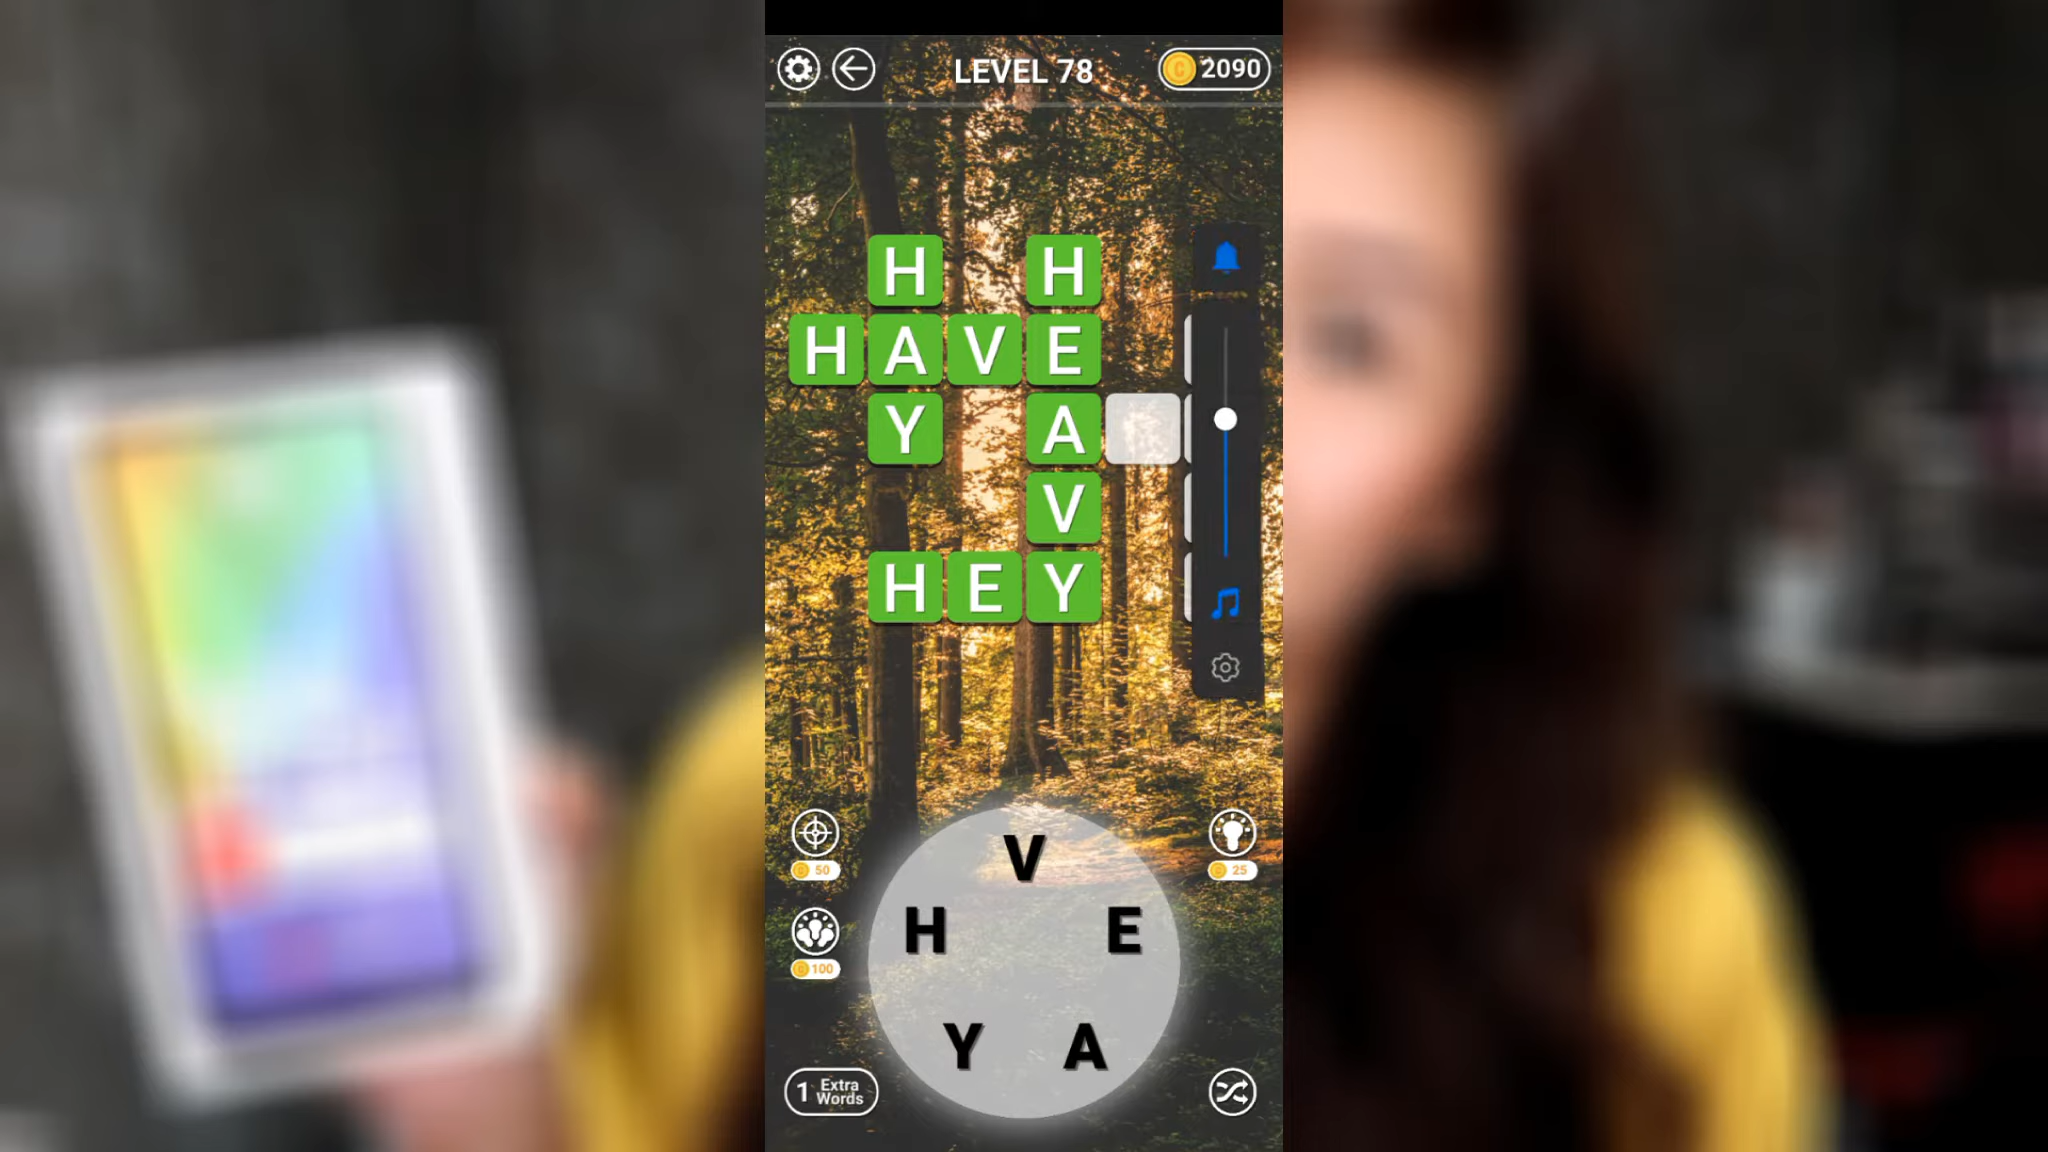 LEVEL 78
C 2090
H H
HAVE
Y A
V
HEY
V
H E
Y A
C 50
C 25
C 100
1 Extra
Words